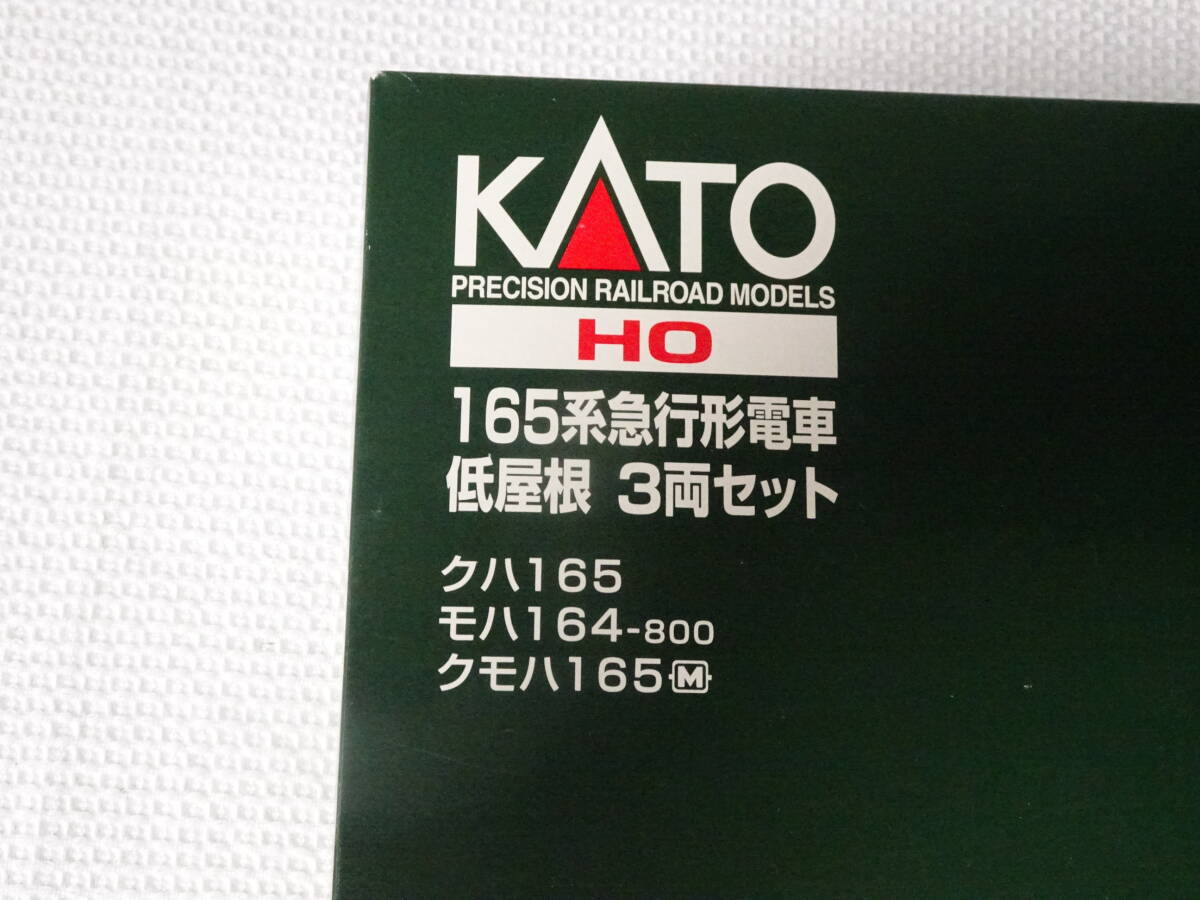 KATO
PRECISION RAILROAD MODELS
HO
165系急行形電車
低屋根 3両セット
クハ165
モハ164-800
クモハ165 M